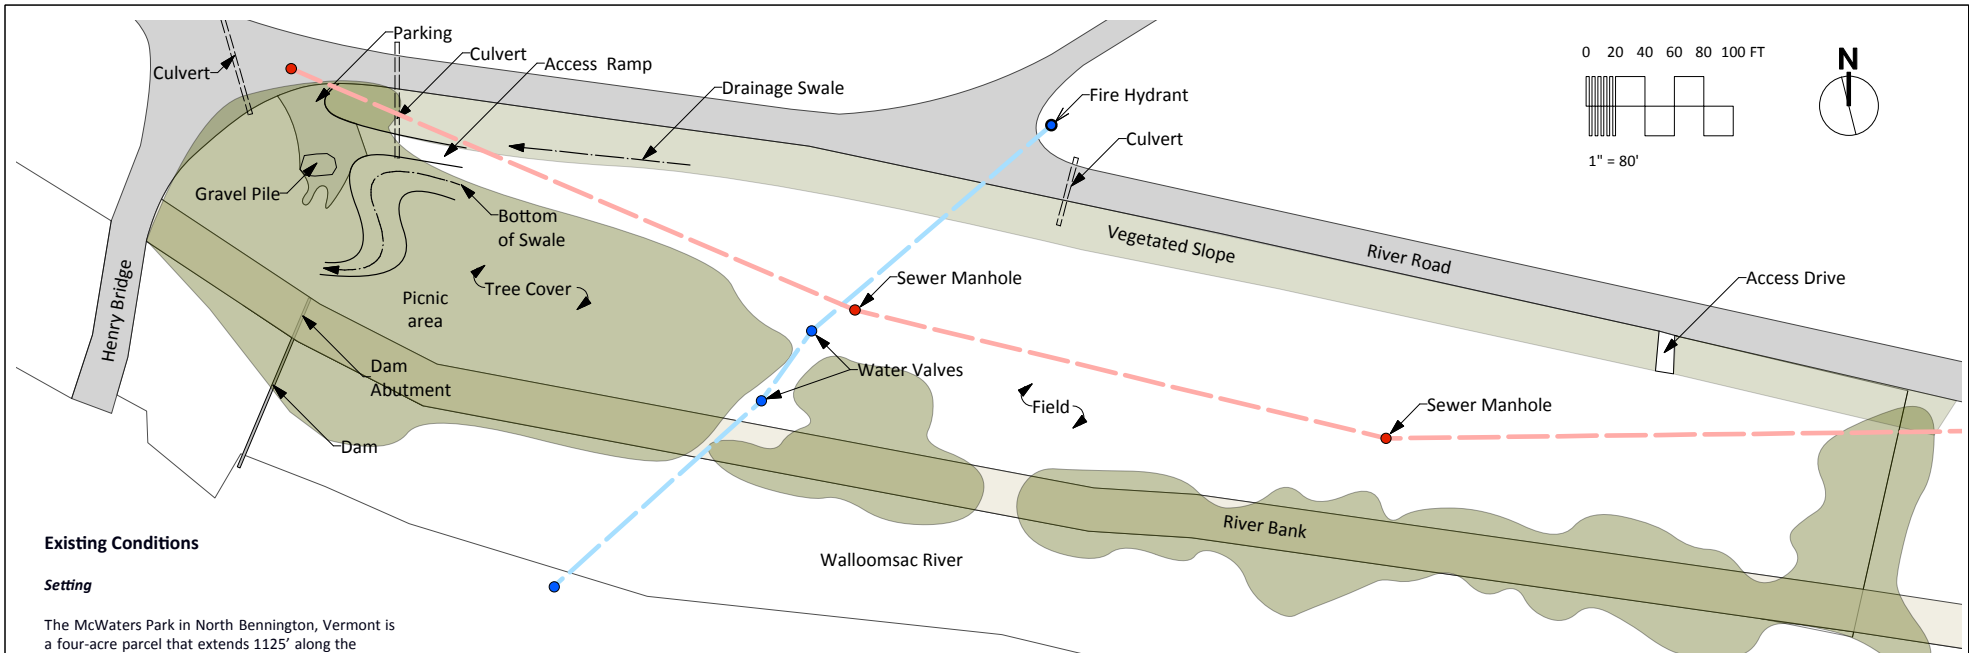 Parking
Culvert
Culvert
Access Ramp
Drainage Swale
Fire Hydrant
Culvert
0 20 40 60 80 100 FT
1" = 80'
N
Gravel Pile
Bottom
of Swale
Vegetated Slope
River Road
Henry Bridge
Tree Cover
Picnic
area
Sewer Manhole
Access Drive
Dam
Abutment
Water Valves
Field
Sewer Manhole
Dam
River Bank
Walloomsac River
Existing Conditions
Setting
The McWaters Park in North Bennington, Vermont is
a four-acre parcel that extends 1125’ along the